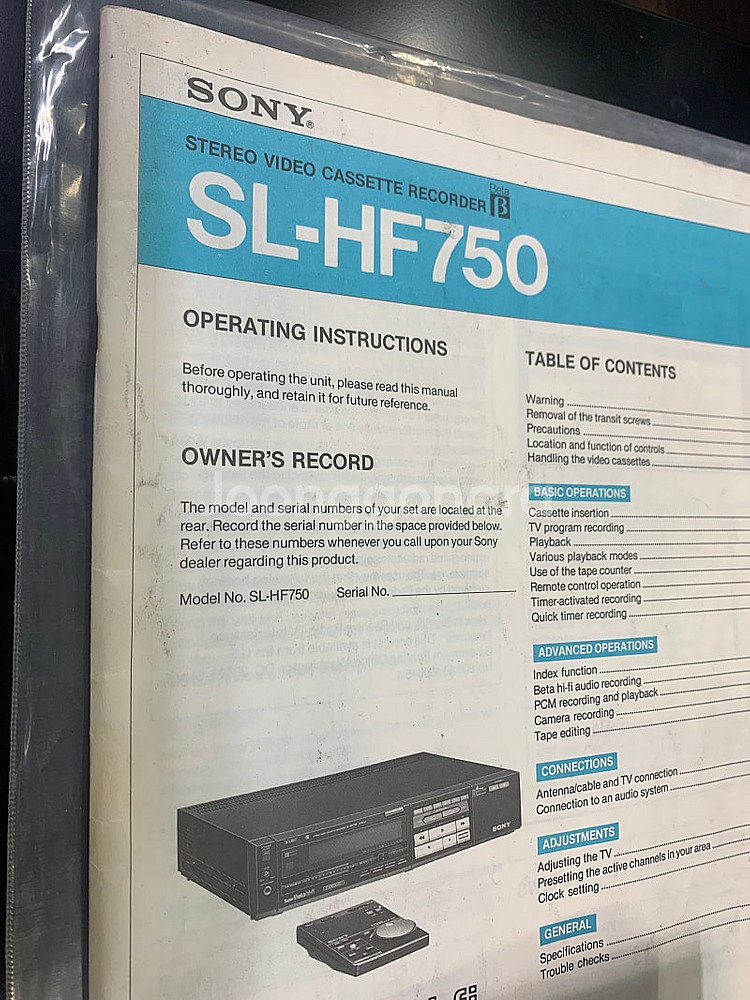 SONY®
STEREO VIDEO CASSETTE RECORDER Beta β
SL-HF750
OPERATING INSTRUCTIONS
Before operating the unit, please read this manual
thoroughly, and retain it for future reference.
OWNER'S RECORD
The model and serial numbers of your set are located at the
rear. Record the serial number in the space provided below.
Refer to these numbers whenever you call upon your Sony
dealer regarding this product.
Model No. SL-HF750 Serial No.
SONY
Super Beta hi-fi
TABLE OF CONTENTS
Warning
Removal of the transit screws
Precautions
Location and function of controls
Handling the video cassettes
BASIC OPERATIONS
Cassette insertion
TV program recording
Playback
Various playback modes
Use of the tape counter
Remote control operation
Timer-activated recording
Quick timer recording
ADVANCED OPERATIONS
Index function
Beta hi-fi audio recording
PCM recording and playback
Camera recording
Tape editing
CONNECTIONS
Antenna/cable and TV connection
Connection to an audio system
ADJUSTMENTS
Adjusting the TV
Presetting the active channels in your area
Clock setting
GENERAL
Specifications
Trouble checks